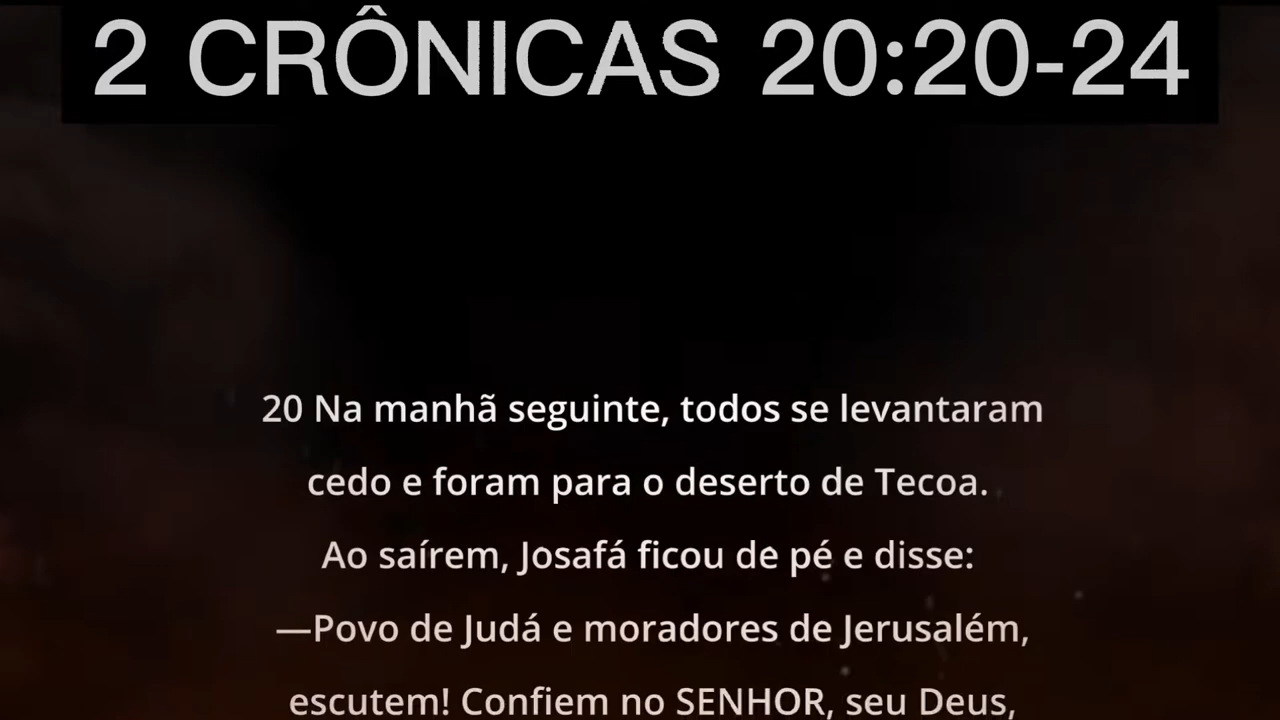 2 CRÔNICAS 20:20-24
20 Na manhã seguinte, todos se levantaram
cedo e foram para o deserto de Tecoa.
Ao saírem, Josafá ficou de pé e disse:
—Povo de Judá e moradores de Jerusalém,
escutem! Confiem no SENHOR, seu Deus,